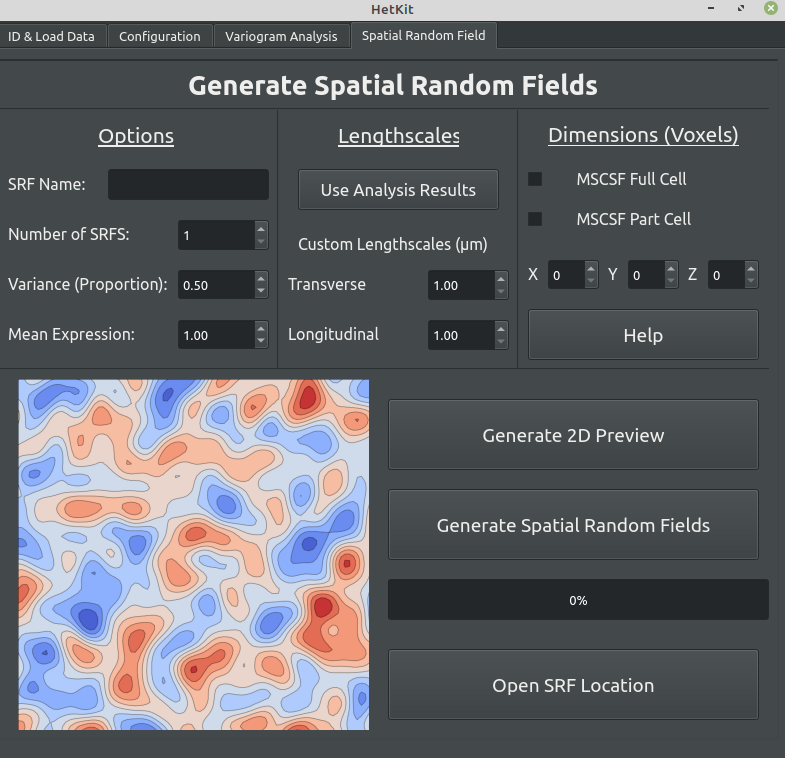 HetKit
ID & Load Data
Configuration
Variogram Analysis
Spatial Random Field
Generate Spatial Random Fields
Options
SRF Name:
Number of SRFS:
1
Variance (Proportion):
0.50
Mean Expression:
1.00
Lengthscales
Use Analysis Results
Custom Lengthscales (μm)
Transverse
1.00
Longitudinal
1.00
Dimensions (Voxels)
MSCSF Full Cell
MSCSF Part Cell
X 0 Y 0 Z 0
Help
Generate 2D Preview
Generate Spatial Random Fields
0%
Open SRF Location